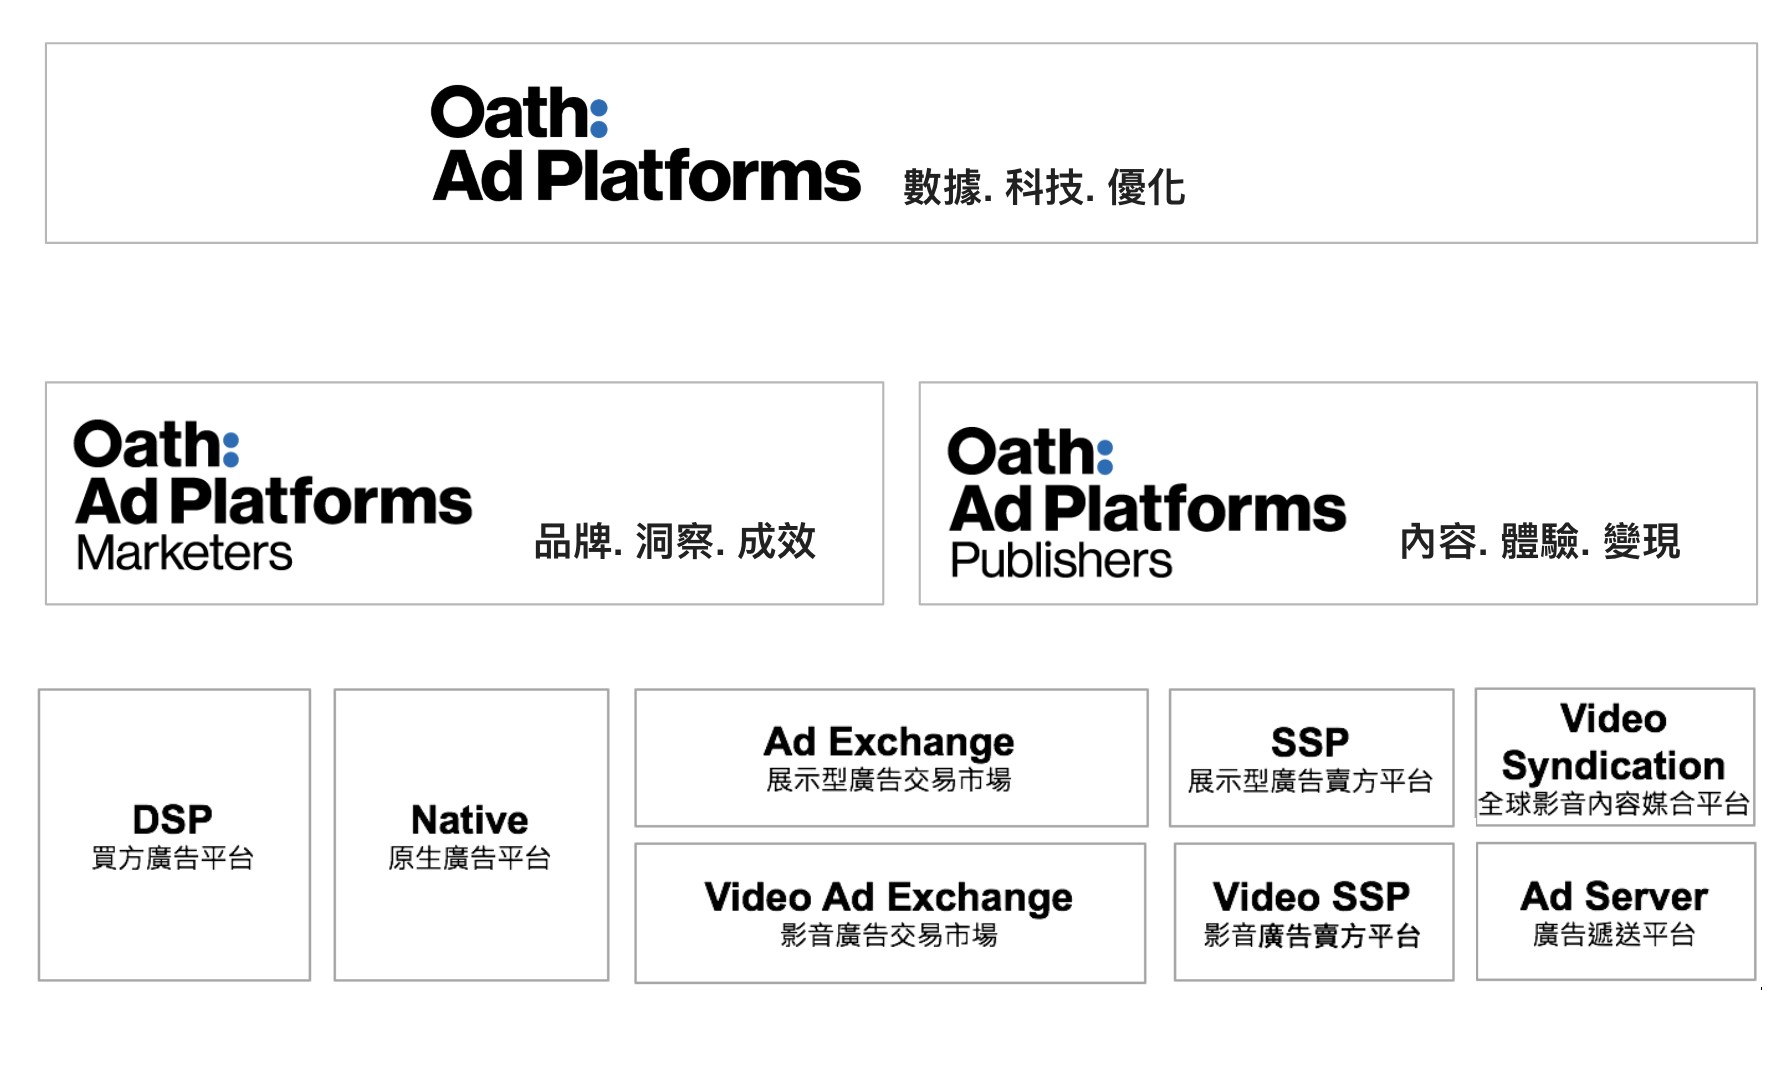 Oath:
Ad Platforms 數據. 科技. 優化
Oath:
Ad Platforms
Marketers 品牌. 洞察. 成效
Oath:
Ad Platforms
Publishers 內容. 體驗. 變現
DSP
買方廣告平台
Native
原生廣告平台
Ad Exchange
展示型廣告交易市場
Video Ad Exchange
影音廣告交易市場
SSP
展示型廣告賣方平台
Video SSP
影音廣告賣方平台
Video
Syndication
全球影音內容媒合平台
Ad Server
廣告遞送平台